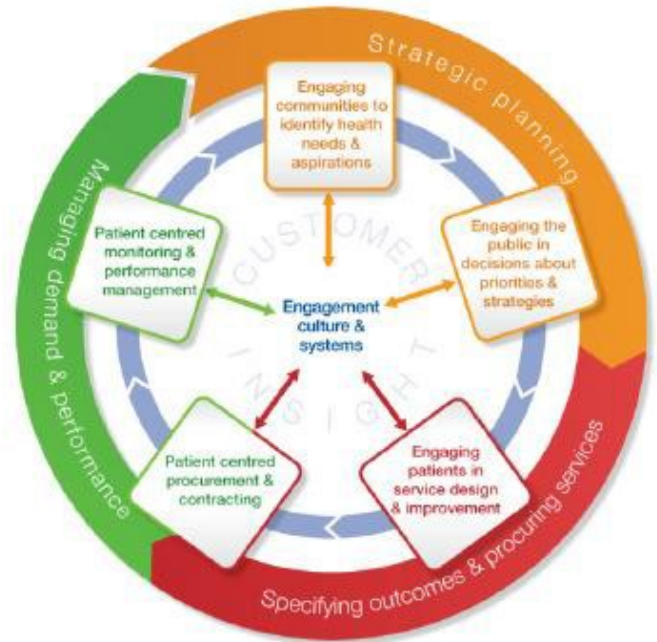 Strategic planning
Engaging
communities to
identify health
needs &
aspirations
Engaging the
public in
decisions about
priorities &
strategies
Managing demand & performance
Patient centred
monitoring &
performance
management
CUSTOMER
INSIGHT
Engagement
culture &
systems
Patient centred
procurement &
contracting
Engaging
patients in
service design
& improvement
Specifying outcomes & procuring services